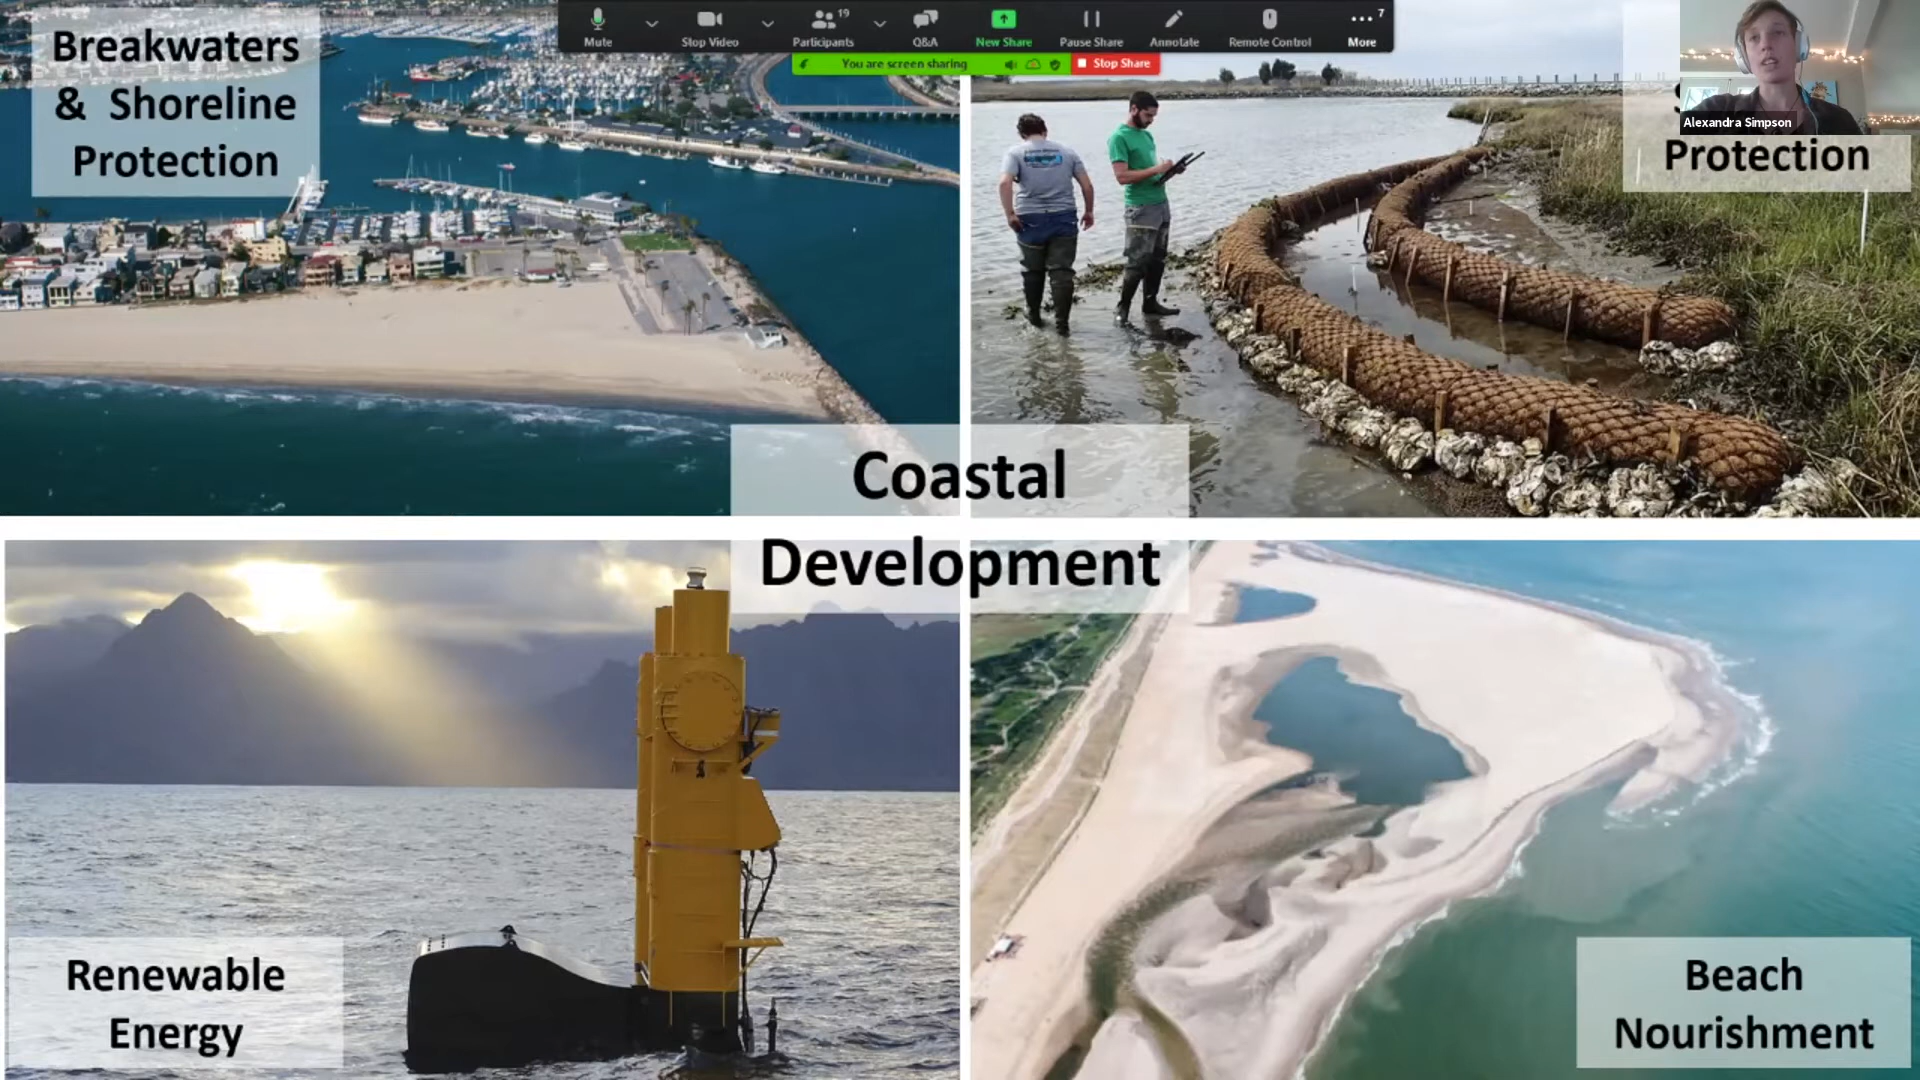 Mute
Stop Video
Participants
19
Q&A
New Share
Pause Share
Annotate
Remote Control
More
7
You are screen sharing
Stop Share
Alexandra Simpson
Breakwaters
& Shoreline
Protection
Protection
Coastal
Development
Renewable
Energy
Beach
Nourishment